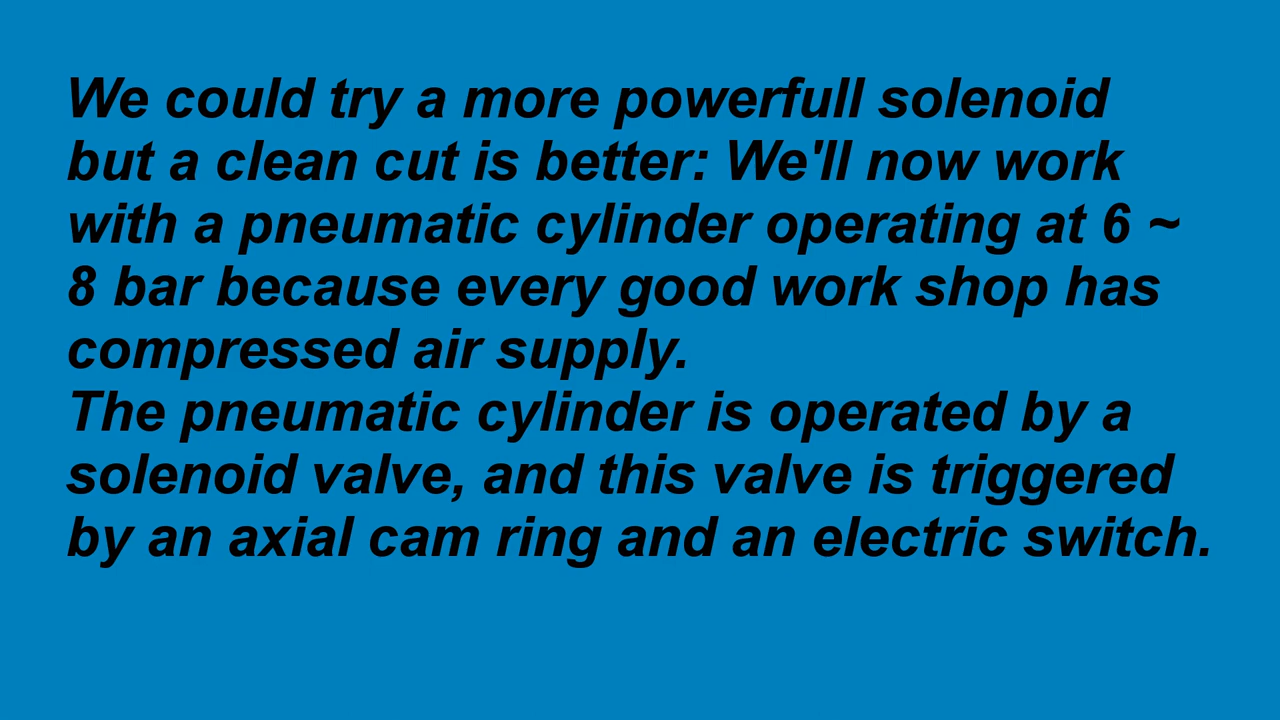 We could try a more powerfull solenoid
but a clean cut is better: We'll now work
with a pneumatic cylinder operating at 6 ~
8 bar because every good work shop has
compressed air supply.
The pneumatic cylinder is operated by a
solenoid valve, and this valve is triggered
by an axial cam ring and an electric switch.